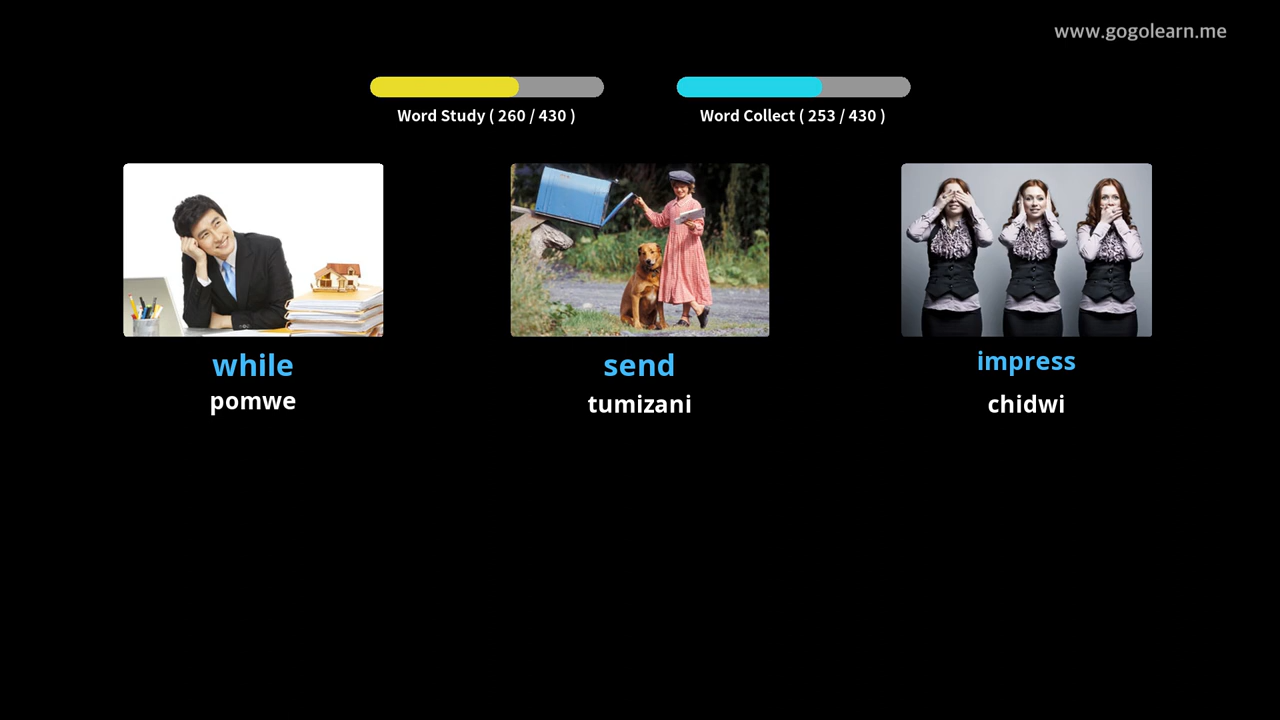 www.gogolearn.me
Word Study ( 260 / 430 )
Word Collect ( 253 / 430 )
while
send
impress
pomwe
tumizani
chidwi